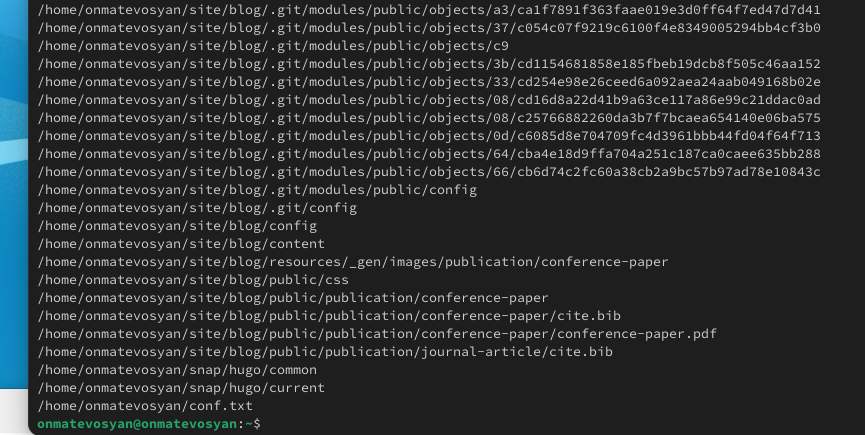 /home/onmatevosyan/site/blog/.git/modules/public/objects/a3/ca1f7891f363faae019e3d0ff64f7ed47d7d41
/home/onmatevosyan/site/blog/.git/modules/public/objects/37/c054c07f9219c6100f4e8349005294bb4cf3b0
/home/onmatevosyan/site/blog/.git/modules/public/objects/c9
/home/onmatevosyan/site/blog/.git/modules/public/objects/3b/cd1154681858e185fbeb19dcb8f505c46aa152
/home/onmatevosyan/site/blog/.git/modules/public/objects/33/cd254e98e26ceed6a092aea24aab049168b02e
/home/onmatevosyan/site/blog/.git/modules/public/objects/08/cd16d8a22d41b9a63ce117a86e99c21ddac0ad
/home/onmatevosyan/site/blog/.git/modules/public/objects/08/c25766882260da3b7f7bcaea654140e06ba575
/home/onmatevosyan/site/blog/.git/modules/public/objects/0d/c6085d8e704709fc4d3961bbb44fd04f64f713
/home/onmatevosyan/site/blog/.git/modules/public/objects/64/cba4e18d9ffa704a251c187ca0caee635bb288
/home/onmatevosyan/site/blog/.git/modules/public/objects/66/cb6d74c2fc60a38cb2a9bc57b97ad78e10843c
/home/onmatevosyan/site/blog/.git/modules/public/config
/home/onmatevosyan/site/blog/.git/config
/home/onmatevosyan/site/blog/config
/home/onmatevosyan/site/blog/content
/home/onmatevosyan/site/blog/resources/_gen/images/publication/conference-paper
/home/onmatevosyan/site/blog/public/css
/home/onmatevosyan/site/blog/public/publication/conference-paper
/home/onmatevosyan/site/blog/public/publication/conference-paper/cite.bib
/home/onmatevosyan/site/blog/public/publication/conference-paper/conference-paper.pdf
/home/onmatevosyan/site/blog/public/publication/journal-article/cite.bib
/home/onmatevosyan/snap/hugo/common
/home/onmatevosyan/snap/hugo/current
/home/onmatevosyan/conf.txt
onmatevosyan@onmatevosyan:~$